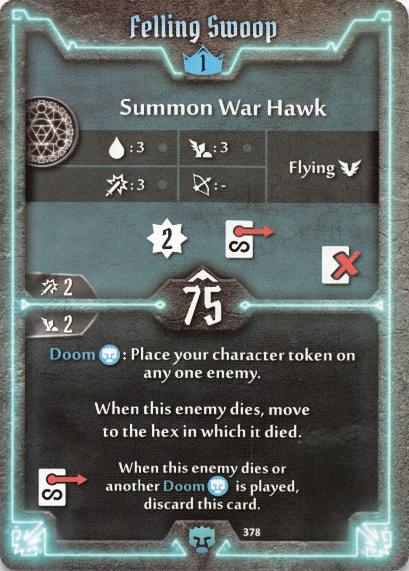 Felling Swoop
1
Summon War Hawk
:3 :3
Flying
:3 :-
2
2
75
2
Doom : Place your character token on
any one enemy.
When this enemy dies, move
to the hex in which it died.
When this enemy dies or
another Doom is played,
discard this card.
378